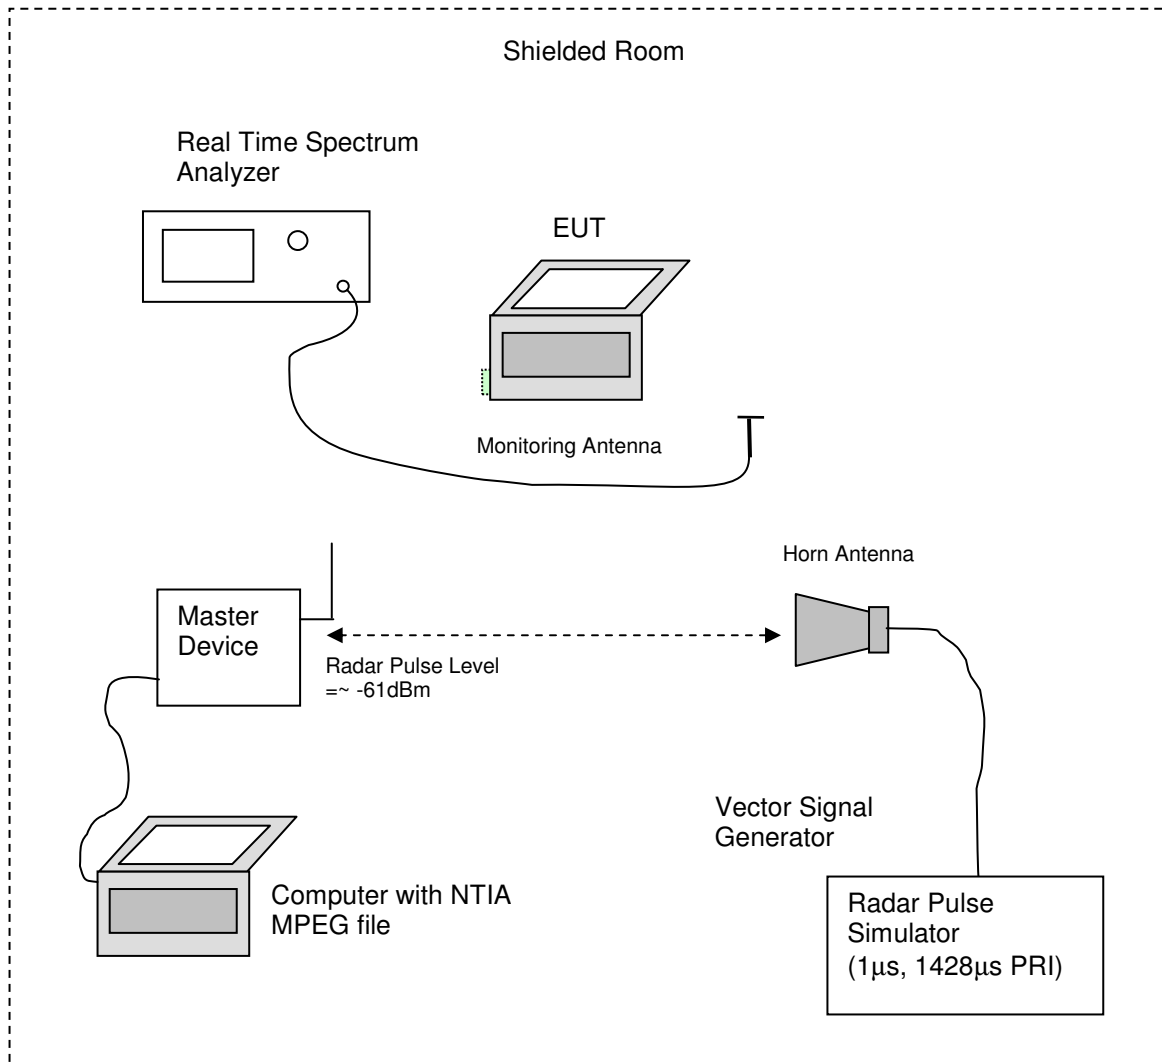 Shielded Room
Real Time Spectrum
Analyzer
EUT
Monitoring Antenna
Horn Antenna
Master
Device
Radar Pulse Level
=~ -61dBm
Vector Signal
Generator
Computer with NTIA
MPEG file
Radar Pulse
Simulator
(1µs, 1428µs PRI)